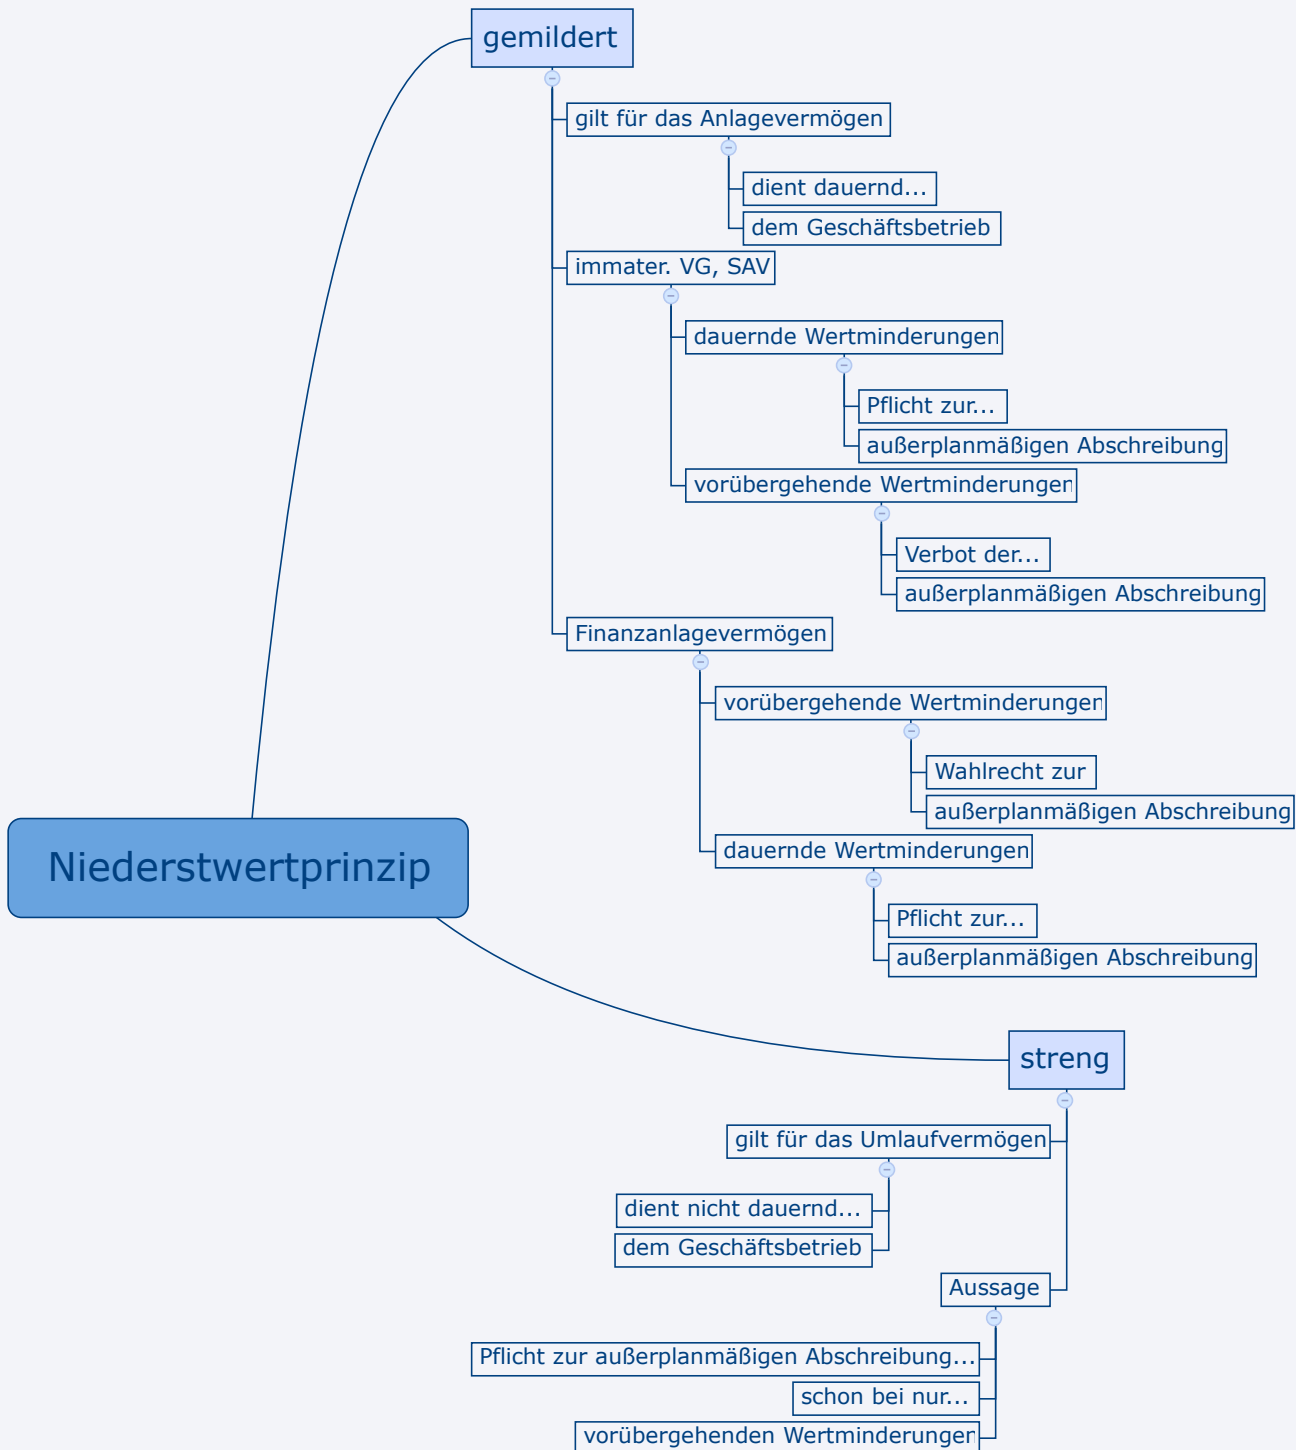 gemildert
gilt für das Anlagevermögen
dient dauernd...
dem Geschäftsbetrieb
immater. VG, SAV
dauernde Wertminderungen
Pflicht zur...
außerplanmäßigen Abschreibung
vorübergehende Wertminderungen
Verbot der...
außerplanmäßigen Abschreibung
Finanzanlagevermögen
vorübergehende Wertminderungen
Wahlrecht zur
außerplanmäßigen Abschreibung
dauernde Wertminderungen
Pflicht zur...
außerplanmäßigen Abschreibung
Niederstwertprinzip
streng
gilt für das Umlaufvermögen
dient nicht dauernd...
dem Geschäftsbetrieb
Aussage
Pflicht zur außerplanmäßigen Abschreibung...
schon bei nur...
vorübergehenden Wertminderungen